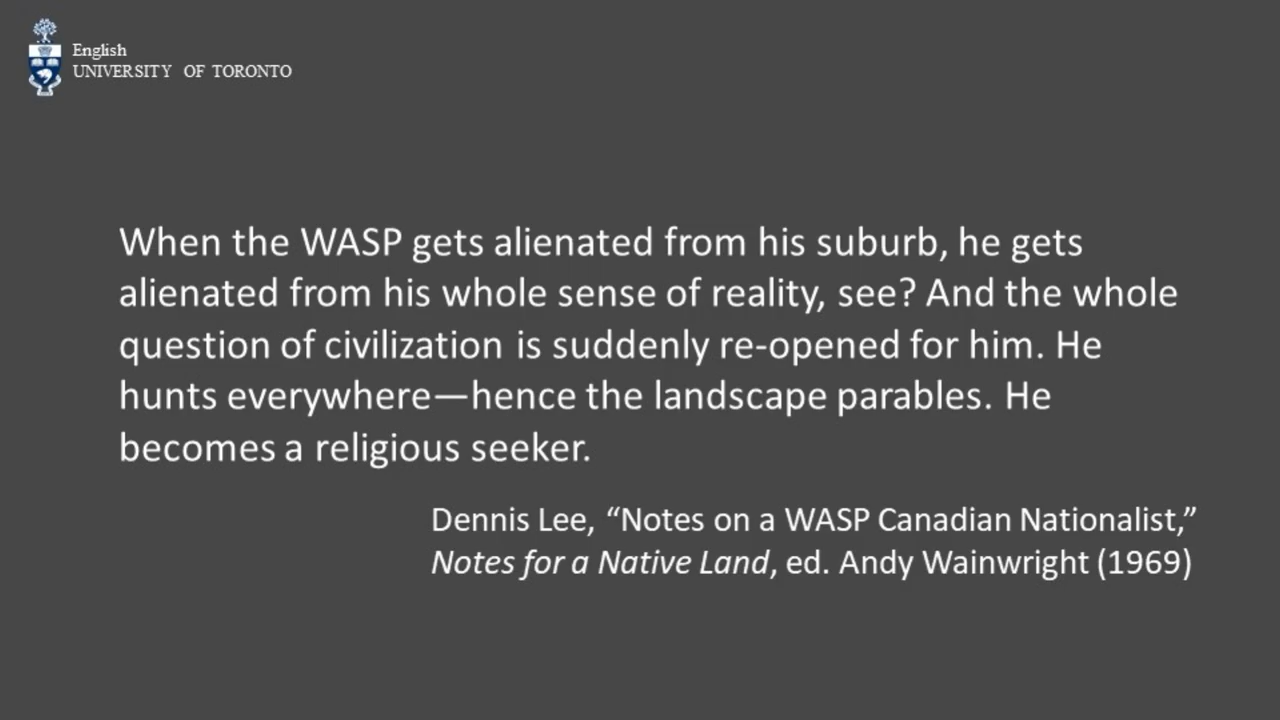 English
UNIVERSITY OF TORONTO
When the WASP gets alienated from his suburb, he gets
alienated from his whole sense of reality, see? And the whole
question of civilization is suddenly re-opened for him. He
hunts everywhere—hence the landscape parables. He
becomes a religious seeker.
Dennis Lee, “Notes on a WASP Canadian Nationalist,”
Notes for a Native Land, ed. Andy Wainwright (1969)